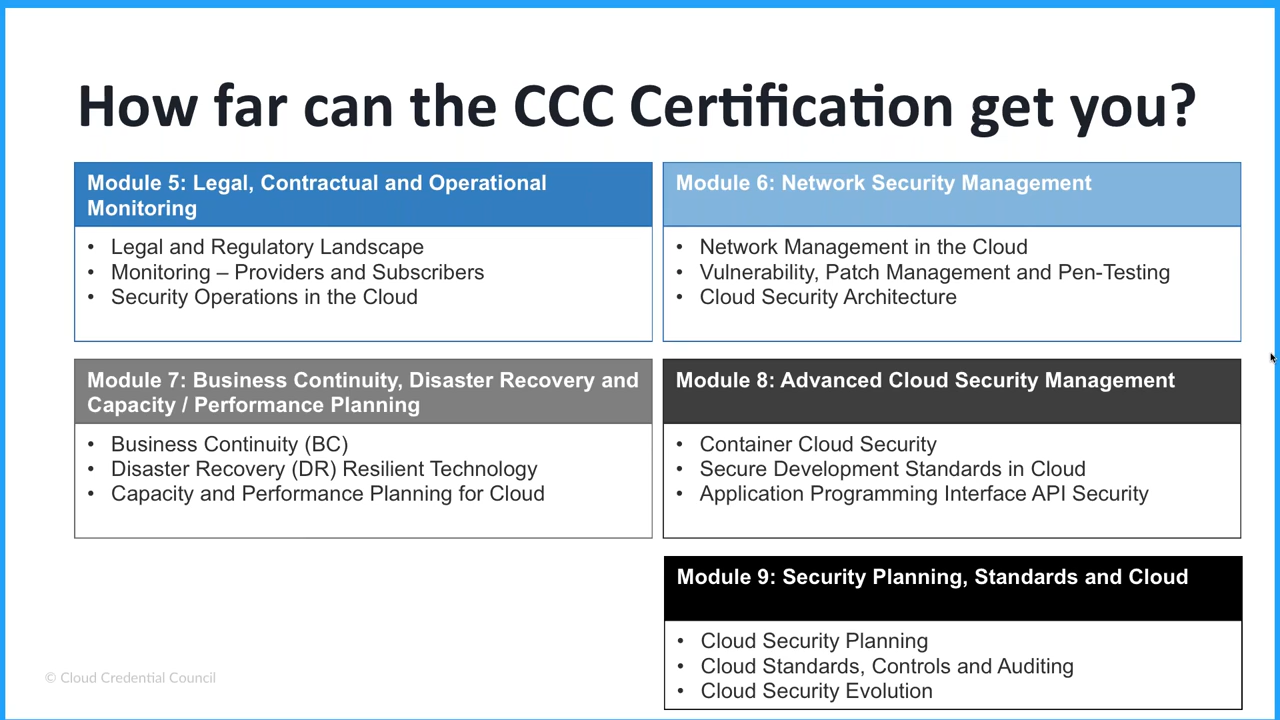 How far can the CCC Certification get you?
Module 5: Legal, Contractual and Operational
Monitoring
• Legal and Regulatory Landscape
• Monitoring – Providers and Subscribers
• Security Operations in the Cloud
Module 6: Network Security Management
• Network Management in the Cloud
• Vulnerability, Patch Management and Pen-Testing
• Cloud Security Architecture
Module 7: Business Continuity, Disaster Recovery and
Capacity / Performance Planning
• Business Continuity (BC)
• Disaster Recovery (DR) Resilient Technology
• Capacity and Performance Planning for Cloud
Module 8: Advanced Cloud Security Management
• Container Cloud Security
• Secure Development Standards in Cloud
• Application Programming Interface API Security
Module 9: Security Planning, Standards and Cloud
• Cloud Security Planning
• Cloud Standards, Controls and Auditing
• Cloud Security Evolution
© Cloud Credential Council